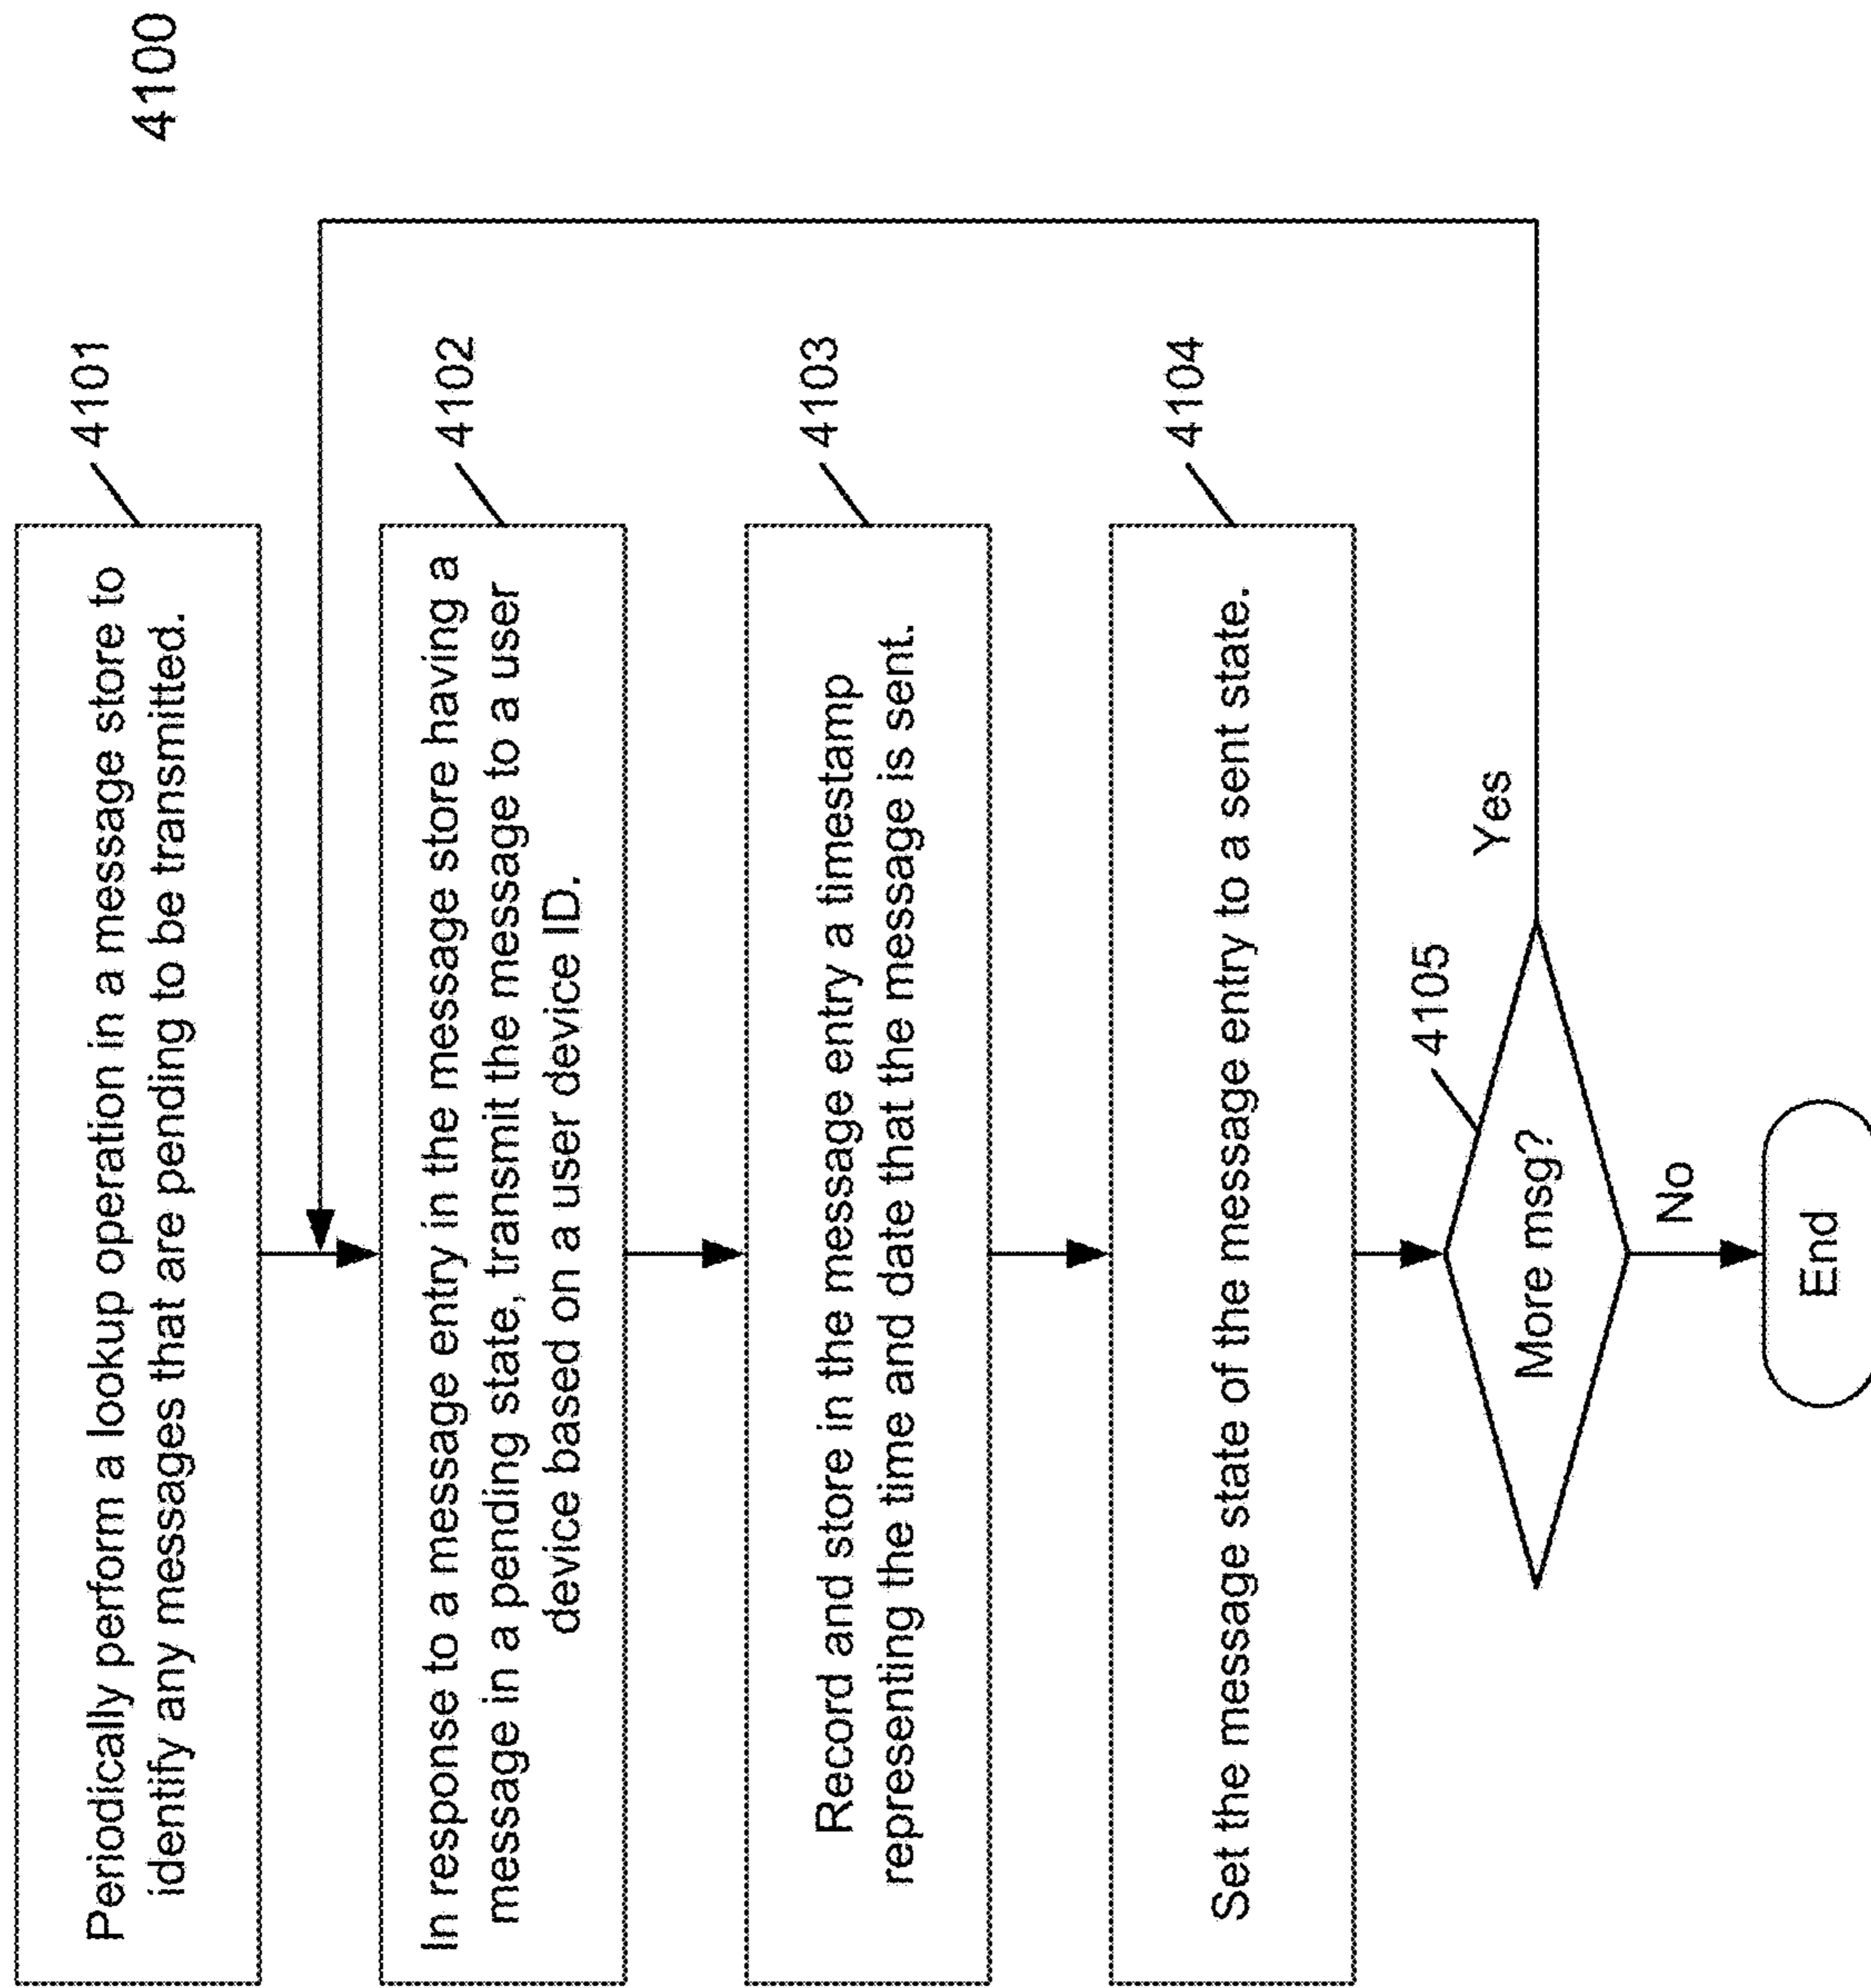 4100
Periodically perform a lookup operation in a message store to
identify any messages that are pending to be transmitted.
4101
In response to a message entry in the message store having a
message in a pending state, transmit the message to a user
device based on a user device ID.
4102
Record and store in the message entry a timestamp
representing the time and date that the message is sent.
4103
Set the message state of the message entry to a sent state.
4104
4105
More msg?
Yes
No
End